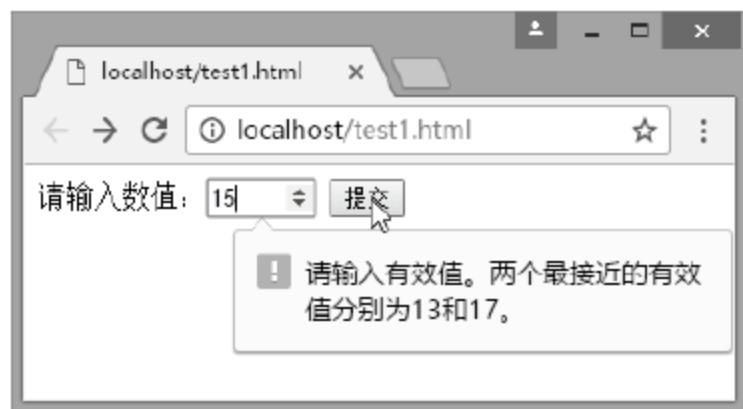 localhost/test1.html
localhost/test1.html
请输入数值：15 提交
请输入有效值。两个最接近的有效
值分别为13和17。